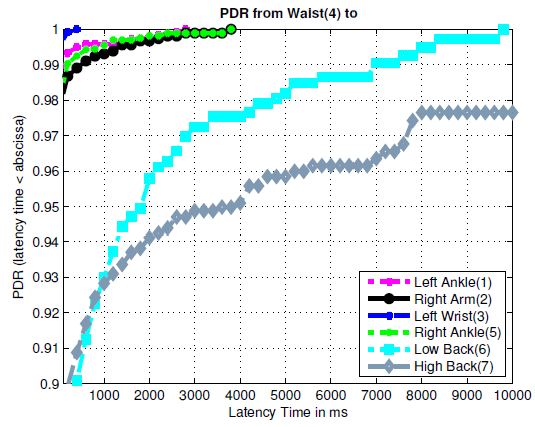 PDR from Waist(4) to
PDR (latency time < abscissa)
1
0.99
0.98
0.97
0.96
0.95
0.94
0.93
0.92
0.91
0.9
Left Ankle(1)
Right Arm(2)
Left Wrist(3)
Right Ankle(5)
Low Back(6)
High Back(7)
1000 2000 3000 4000 5000 6000 7000 8000 9000 10000
Latency Time in ms